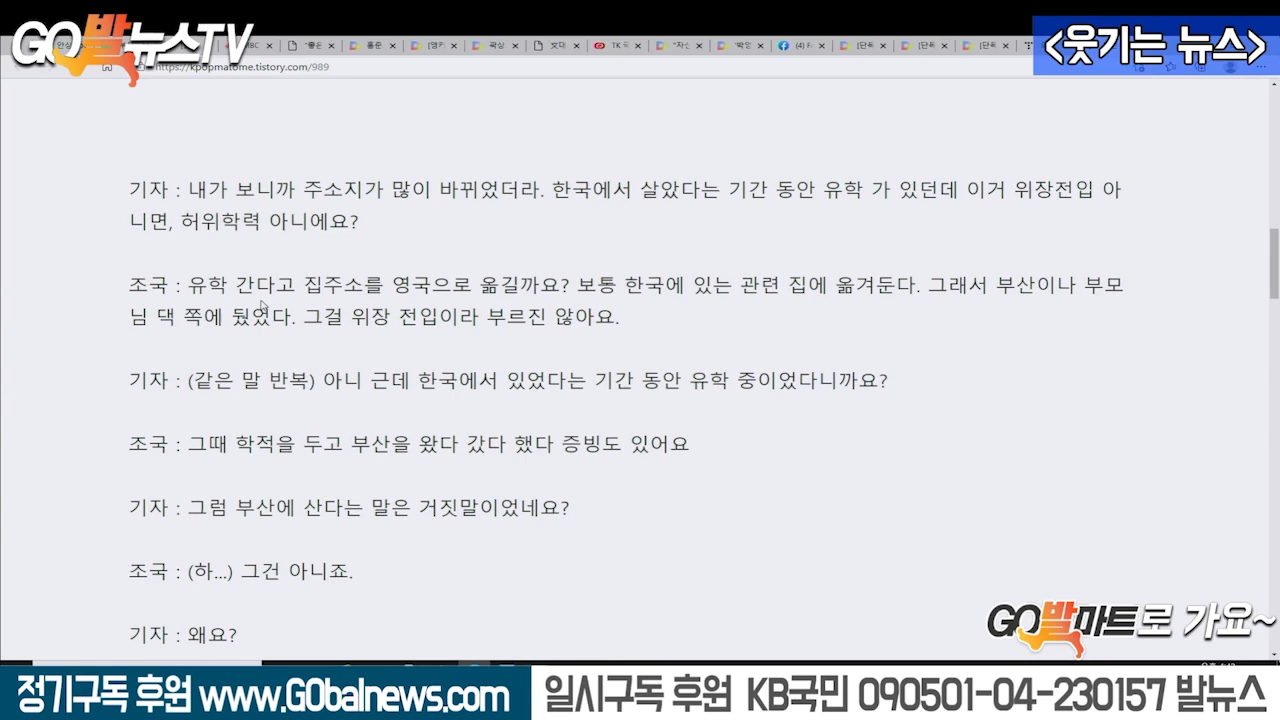 GO발뉴스TV
<웃기는 뉴스>
https://kpopmatome.tistory.com/989
기자 : 내가 보니까 주소지가 많이 바뀌었더라. 한국에서 살았다는 기간 동안 유학 가 있던데 이거 위장전입 아
니면, 허위학력 아니에요?
조국 : 유학 간다고 집주소를 영국으로 옮길까요? 보통 한국에 있는 관련 집에 옮겨둔다. 그래서 부산이나 부모
님 댁 쪽에 뒀었다. 그걸 위장 전입이라 부르진 않아요.
기자 : (같은 말 반복) 아니 근데 한국에서 있었다는 기간 동안 유학 중이었다니까요?
조국 : 그때 학적을 두고 부산을 왔다 갔다 했다 증빙도 있어요
기자 : 그럼 부산에 산다는 말은 거짓말이었네요?
조국 : (하...) 그건 아니죠.
기자 : 왜요?
GO발마트로 가요~
정기구독 후원 www.GObalnews.com
일시구독 후원 KB국민 090501-04-230157 발뉴스